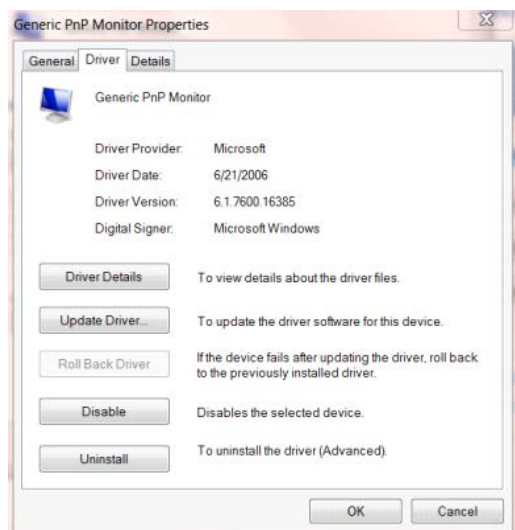 Generic PnP Monitor Properties
General Driver Details
Generic PnP Monitor
Driver Provider: Microsoft
Driver Date: 6/21/2006
Driver Version: 6.1.7600.16385
Digital Signer: Microsoft Windows
Driver Details To view details about the driver files.
Update Driver... To update the driver software for this device.
Roll Back Driver If the device fails after updating the driver, roll back
to the previously installed driver.
Disable Disables the selected device.
Uninstall To uninstall the driver (Advanced).
OK Cancel